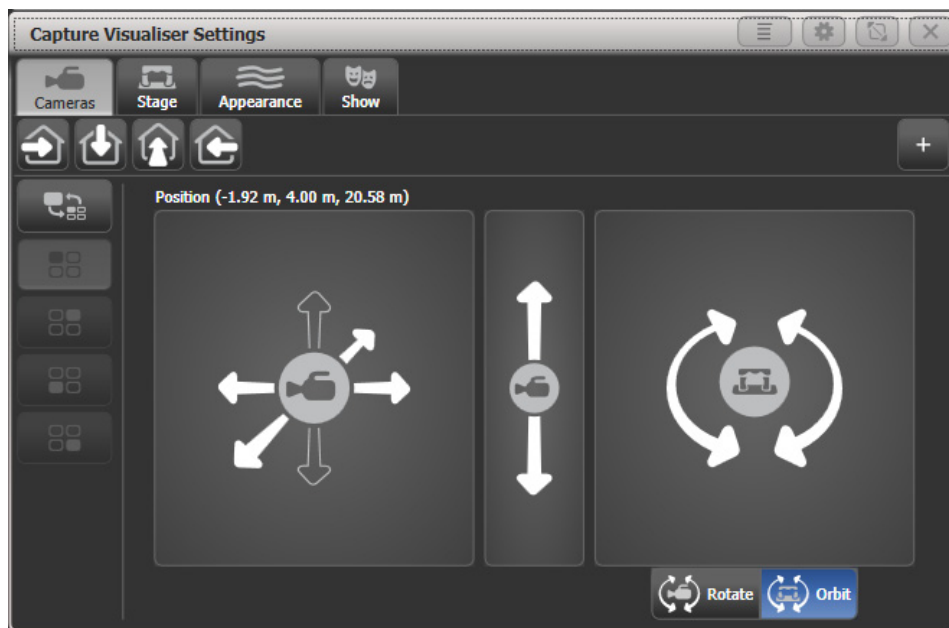 Capture Visualiser Settings
Cameras
Stage
Appearance
Show
+
Position (-1.92 m, 4.00 m, 20.58 m)
Rotate
Orbit